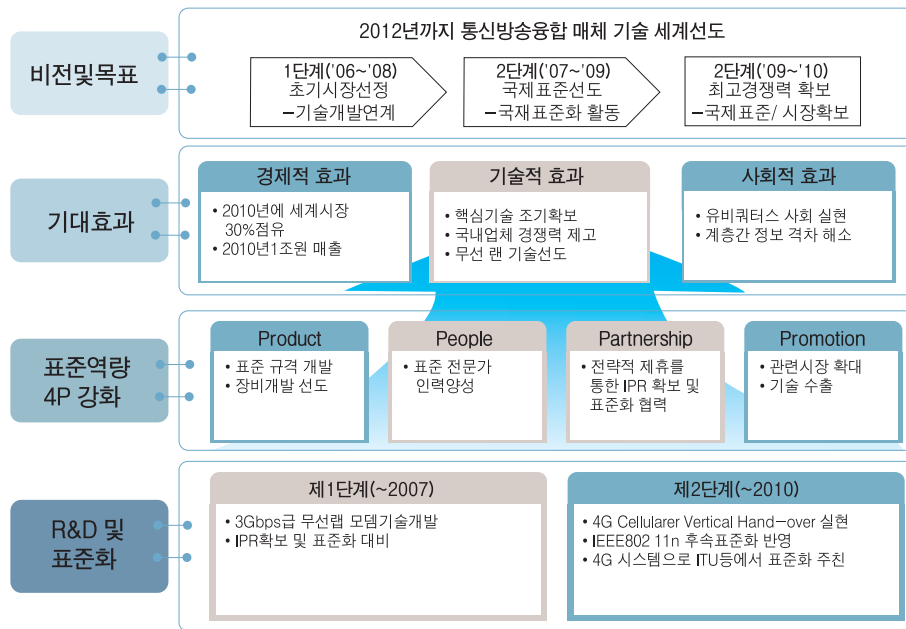 비전및목표
2012년까지 통신방송융합 매체 기술 세계선도
1단계('06~'08)
초기시장선정
–기술개발연계
2단계('07~'09)
국제표준선도
–국재표준화 활동
2단계('09~'10)
최고경쟁력 확보
–국제표준/ 시장확보
기대효과
경제적 효과
• 2010년에 세계시장
30%점유
• 2010년1조원 매출
기술적 효과
• 핵심기술 조기확보
• 국내업체 경쟁력 제고
• 무선 랜 기술선도
사회적 효과
• 유비쿼터스 사회 실현
• 계층간 정보 격차 해소
표준역량
4P 강화
Product
• 표준 규격 개발
• 장비개발 선도
People
• 표준 전문가
인력양성
Partnership
• 전략적 제휴를
통한 IPR 확보 및
표준화 협력
Promotion
• 관련시장 확대
• 기술 수출
R&D 및
표준화
제1단계(~2007)
• 3Gbps급 무선랩 모뎀기술개발
• IPR확보 및 표준화 대비
제2단계(~2010)
• 4G Cellularer Vertical Hand–over 실현
• IEEE802 11n 후속표준화 반영
• 4G 시스템으로 ITU등에서 표준화 주친